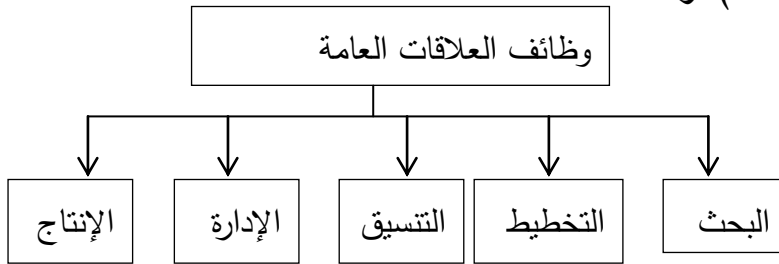 وظائف العلاقات العامة
البحث
التخطيط
التنسيق
الإدارة
الإنتاج